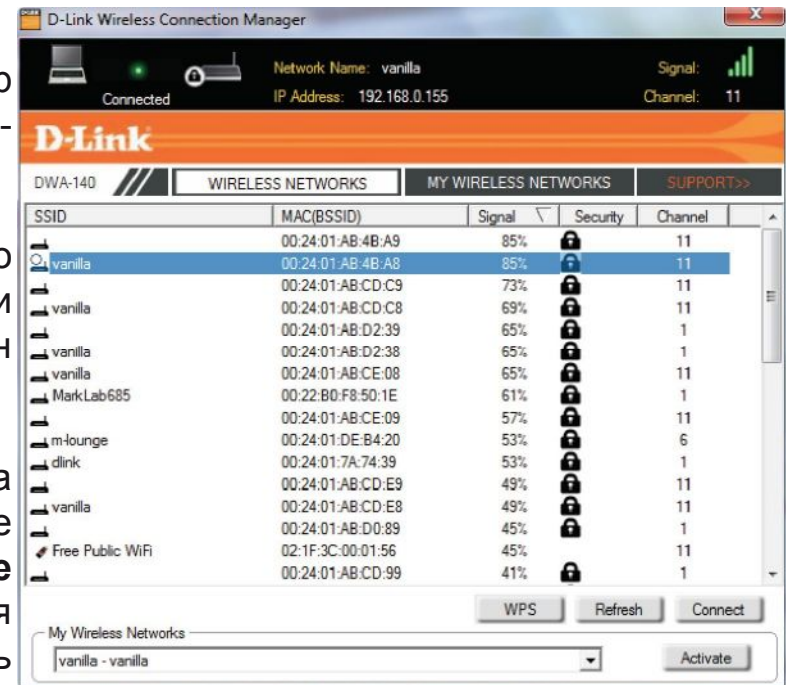 D-Link Wireless Connection Manager
Network Name: vanilla Signal:
Connected IP Address: 192.168.0.155 Channel: 11
D-Link
DWA-140 WIRELESS NETWORKS MY WIRELESS NETWORKS SUPPORT>>
SSID MAC(BSSID) Signal Security Channel
00:24:01:AB:4B:A9 85% 11
vanilla 00:24:01:AB:4B:A8 85% 11
00:24:01:AB:CD:C9 73% 11
vanilla 00:24:01:AB:CD:C8 69% 11
00:24:01:AB:D2:39 65% 1
vanilla 00:24:01:AB:D2:38 65% 1
vanilla 00:24:01:AB:CE:08 65% 11
MarkLab685 00:22:B0:F8:50:1E 61% 1
00:24:01:AB:CE:09 57% 11
m-lounge 00:24:01:DE:B4:20 53% 6
dlink 00:24:01:7A:74:39 53% 1
00:24:01:AB:CD:E9 49% 11
vanilla 00:24:01:AB:CD:E8 49% 11
00:24:01:AB:D0:89 45% 1
Free Public WiFi 02:1F:3C:00:01:56 45% 11
00:24:01:AB:CD:99 41% 1
WPS Refresh Connect
My Wireless Networks
vanilla - vanilla Activate